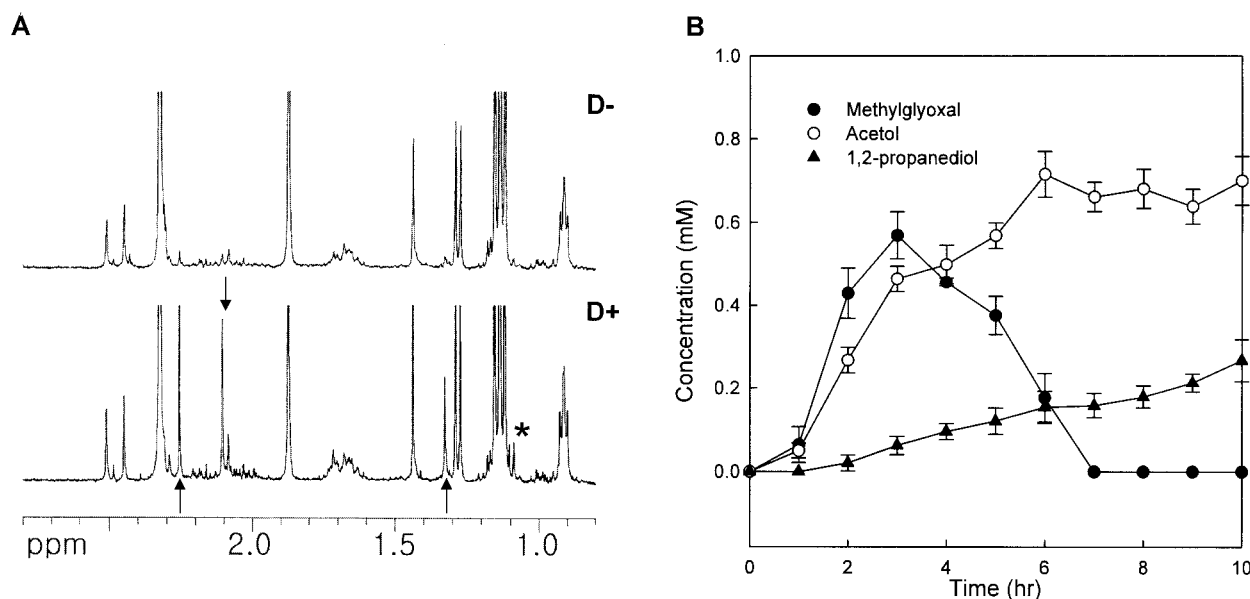 A
D-
D+
*
ppm
2.0
1.5
1.0
B
1.0
0.8
0.6
0.4
0.2
0.0
Concentration (mM)
Methylglyoxal
Acetol
1,2-propanediol
0
2
4
6
8
10
Time (hr)